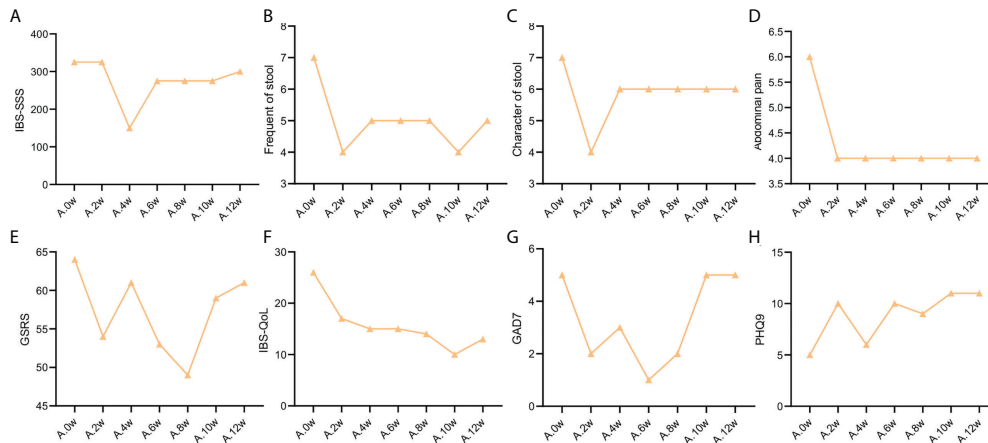 A
IBS-SSS
400
300
200
100
0
A.0w
A.2w
A.4w
A.6w
A.8w
A.10w
A.12w
B
Frequent of stool
8
7
6
5
4
3
A.0w
A.2w
A.4w
A.6w
A.8w
A.10w
A.12w
C
Character of stool
8
7
6
5
4
3
A.0w
A.2w
A.4w
A.6w
A.8w
A.10w
A.12w
D
Abdominal pain
6.5
6.0
5.5
5.0
4.5
4.0
3.5
A.0w
A.2w
A.4w
A.6w
A.8w
A.10w
A.12w
E
GSRS
65
60
55
50
45
A.0w
A.2w
A.4w
A.6w
A.8w
A.10w
A.12w
F
IBS-QoL
30
20
10
0
A.0w
A.2w
A.4w
A.6w
A.8w
A.10w
A.12w
G
GAD7
6
4
2
0
A.0w
A.2w
A.4w
A.6w
A.8w
A.10w
A.12w
H
PHQ9
15
10
5
0
A.0w
A.2w
A.4w
A.6w
A.8w
A.10w
A.12w